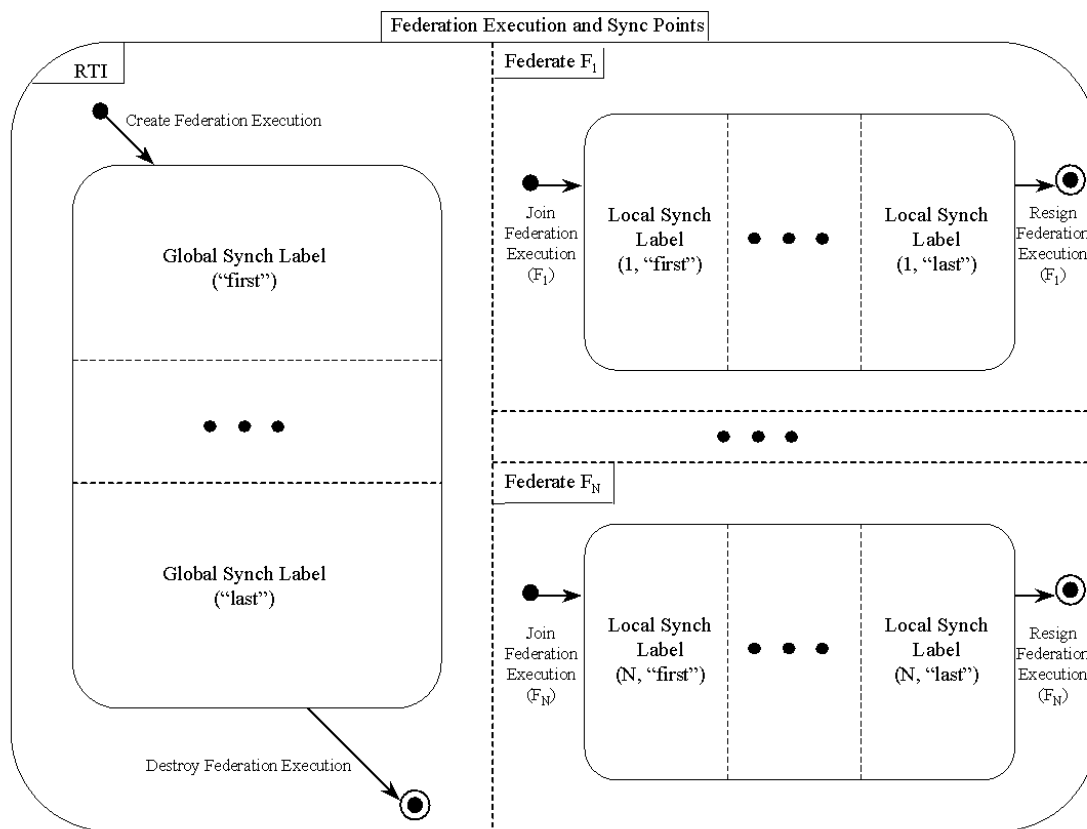 Federation Execution and Sync Points
RTI
Create Federation Execution
Global Synch Label
(“first”)
Global Synch Label
(“last”)
Destroy Federation Execution
Federate F1
Join
Federation
Execution
(F1)
Local Synch
Label
(1, “first”)
Local Synch
Label
(1, “last”)
Resign
Federation
Execution
(F1)
Federate FN
Join
Federation
Execution
(FN)
Local Synch
Label
(N, “first”)
Local Synch
Label
(N, “last”)
Resign
Federation
Execution
(FN)